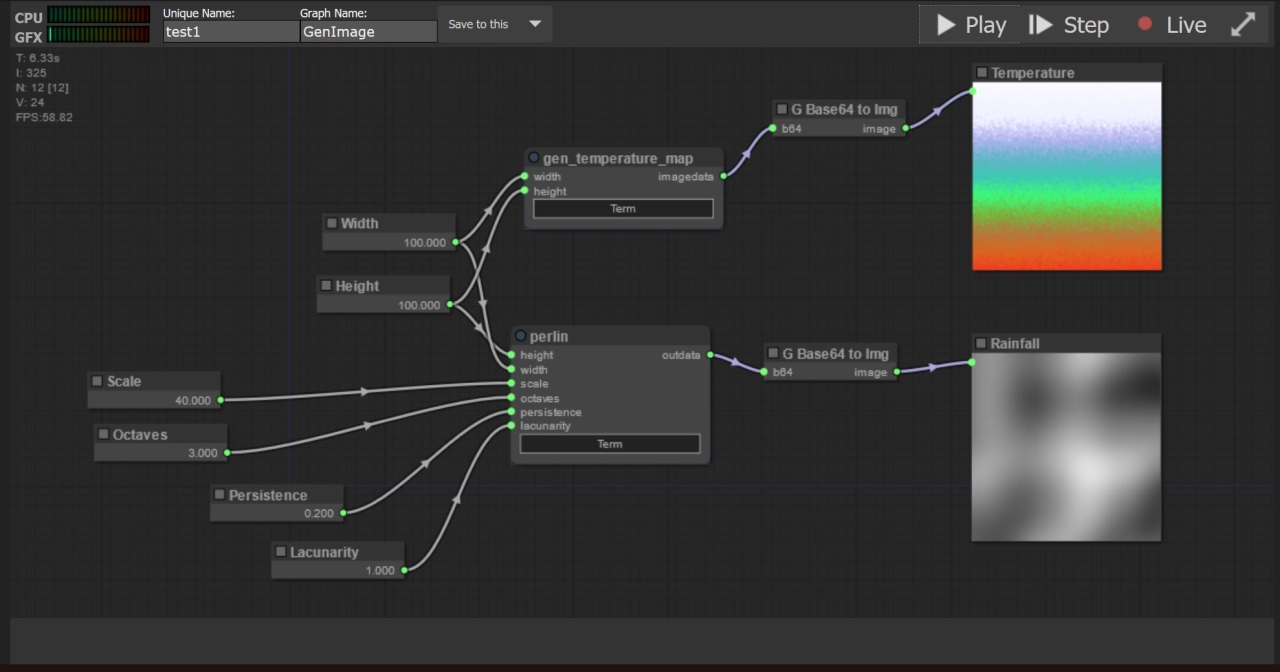 CPU
GFX
Unique Name:
test1
Graph Name:
GenImage
Save to this
Play
Step
Live
T: 6.33s
I: 325
N: 12 [12]
V: 24
FPS:58.82
Temperature
G Base64 to Img
b64 image
gen_temperature_map
width imagedata
height
Term
Width
100.000
Height
100.000
perlin
height outdata
width
scale
octaves
persistence
lacunarity
Term
G Base64 to Img
b64 image
Rainfall
Scale
40.000
Octaves
3.000
Persistence
0.200
Lacunarity
1.000